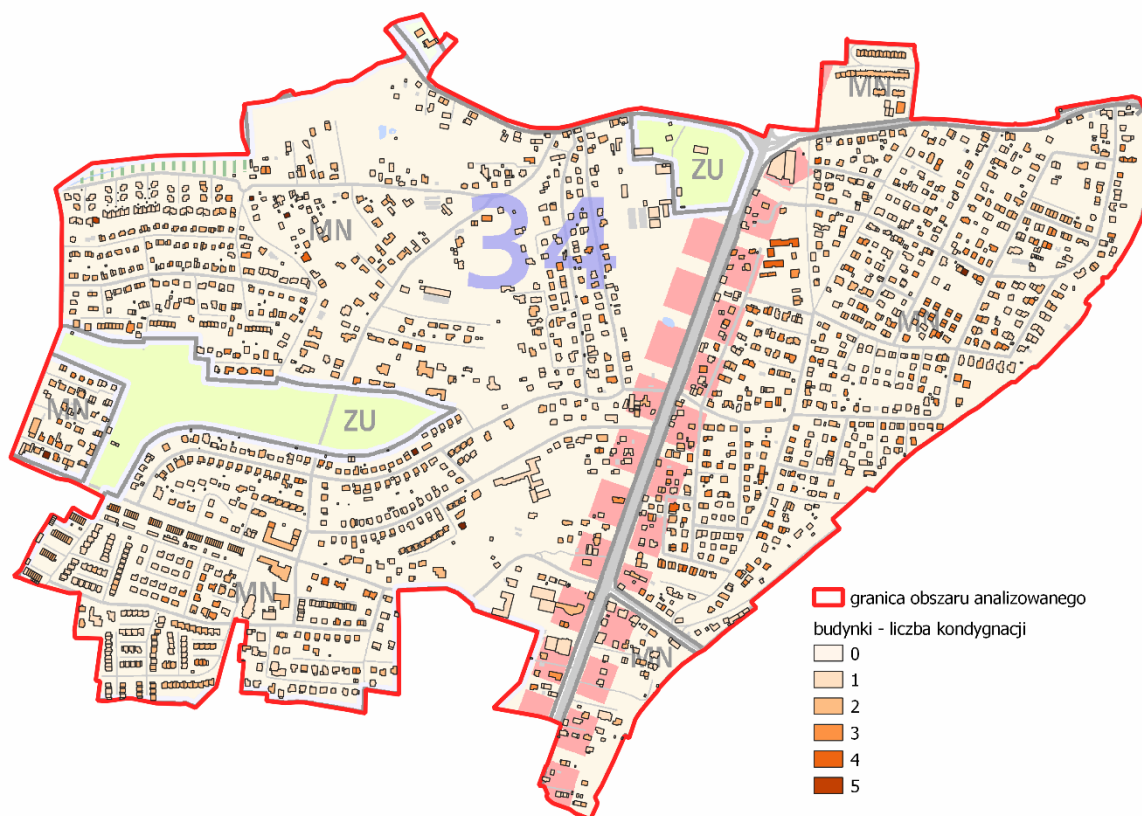 MN
ZU
MN
34
MN
MN
ZU
MN
MN
granica obszaru analizowanego
budynki - liczba kondygnacji
0
1
2
3
4
5